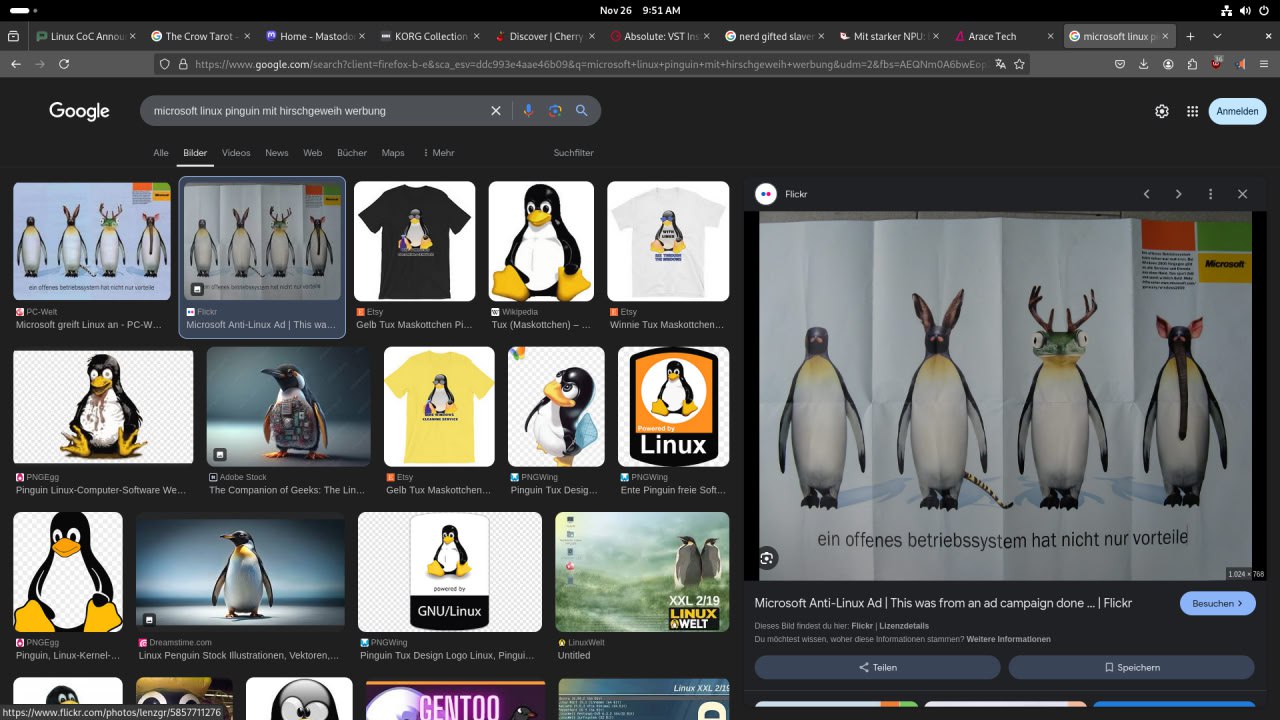 Nov 26 9:51 AM
Linux CoC Annou
The Crow Tarot -
Home - Mastodo
KORG Collection
Discover | Cherry
Absolute: VST Ins
nerd gifted slaver
Mit starker NPU: 
Arace Tech
microsoft linux pi
https://www.google.com/search?client=firefox-b-e&sca_esv=ddc993e4aae46b09&q=microsoft+linux+pinguin+mit+hirschgeweih+werbung&udm=2&fbs=AEQNm0A6bwEop
Google
microsoft linux pinguin mit hirschgeweih werbung
Anmelden
Alle Bilder Videos News Web Bücher Maps Mehr Suchfilter
Microsoft
ein offenes betriebssystem hat nicht nur vorteile
PC-Welt
Microsoft greift Linux an - PC-W...
offenes betriebssystem hat nicht nur vorteile
Flickr
Microsoft Anti-Linux Ad | This wa...
Etsy
Gelb Tux Maskottchen Pi...
Wikipedia
Tux (Maskottchen) – ...
Etsy
Winnie Tux Maskottchen...
PNGEgg
Pinguin Linux-Computer-Software We...
Adobe Stock
The Companion of Geeks: The Lin...
CLEANING SERVICE
Etsy
Gelb Tux Maskottchen...
PNGWing
Pinguin Tux Desig...
Powered by
Linux
PNGWing
Ente Pinguin freie Soft...
PNGEgg
Pinguin, Linux-Kernel-...
Dreamstime.com
Linux Penguin Stock Illustrationen, Vektoren,...
powered by
GNU/Linux
PNGWing
Pinguin Tux Design Logo Linux, Pingui...
XXL 2/19
LINUX
WELT
LinuxWelt
Untitled
GENTOO
Linux XXL 2/19
https://www.flickr.com/photos/lenzgr/5857711276
Flickr
Microsoft
ein offenes betriebssystem hat nicht nur vorteile
1.024 × 768
Microsoft Anti-Linux Ad | This was from an ad campaign done ... | Flickr
Besuchen
Dieses Bild findest du hier: Flickr | Lizenzdetails
Du möchtest wissen, woher diese Informationen stammen? Weitere Informationen
Teilen
Speichern